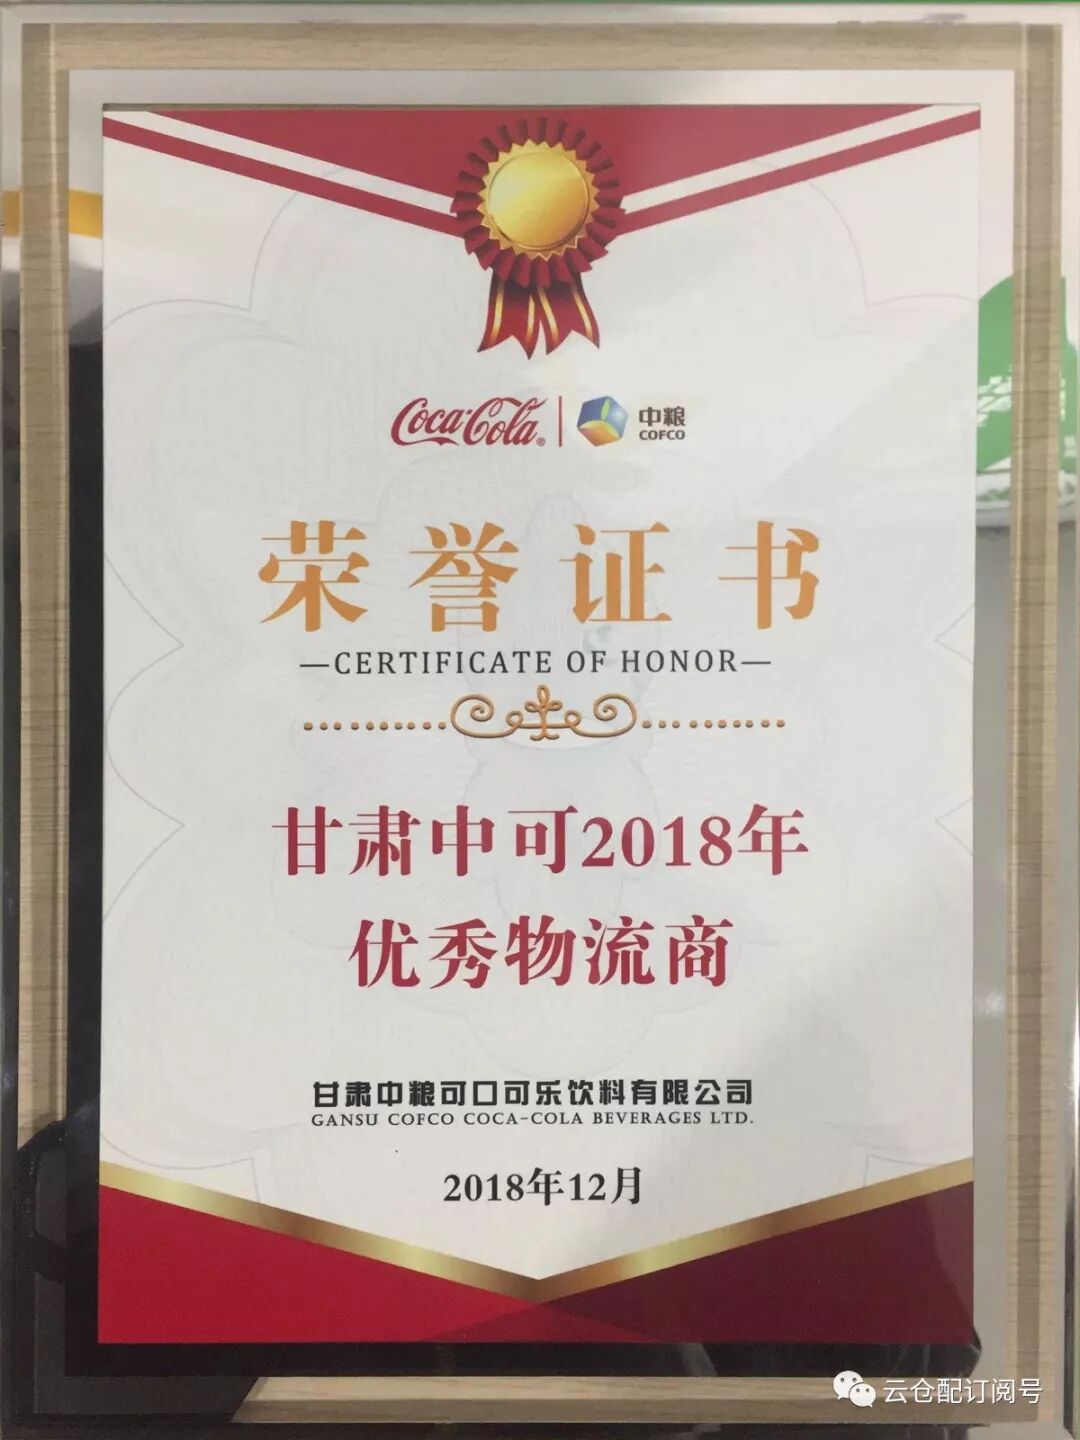 Coca-Cola® 中粮
COFCO
荣誉证书
—CERTIFICATE OF HONOR—
甘肃中可2018年
优秀物流商
甘肃中粮可口可乐饮料有限公司
GANSU COFCO COCA-COLA BEVERAGES LTD.
2018年12月
云仓配订阅号